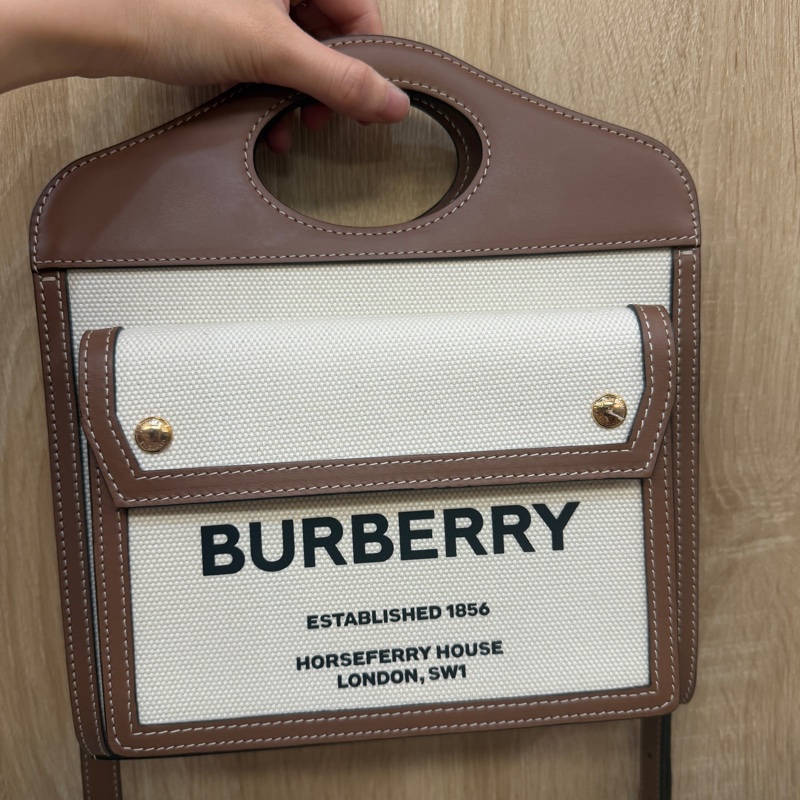 BURBERRY
ESTABLISHED 1856
HORSEFERRY HOUSE
LONDON, SW1